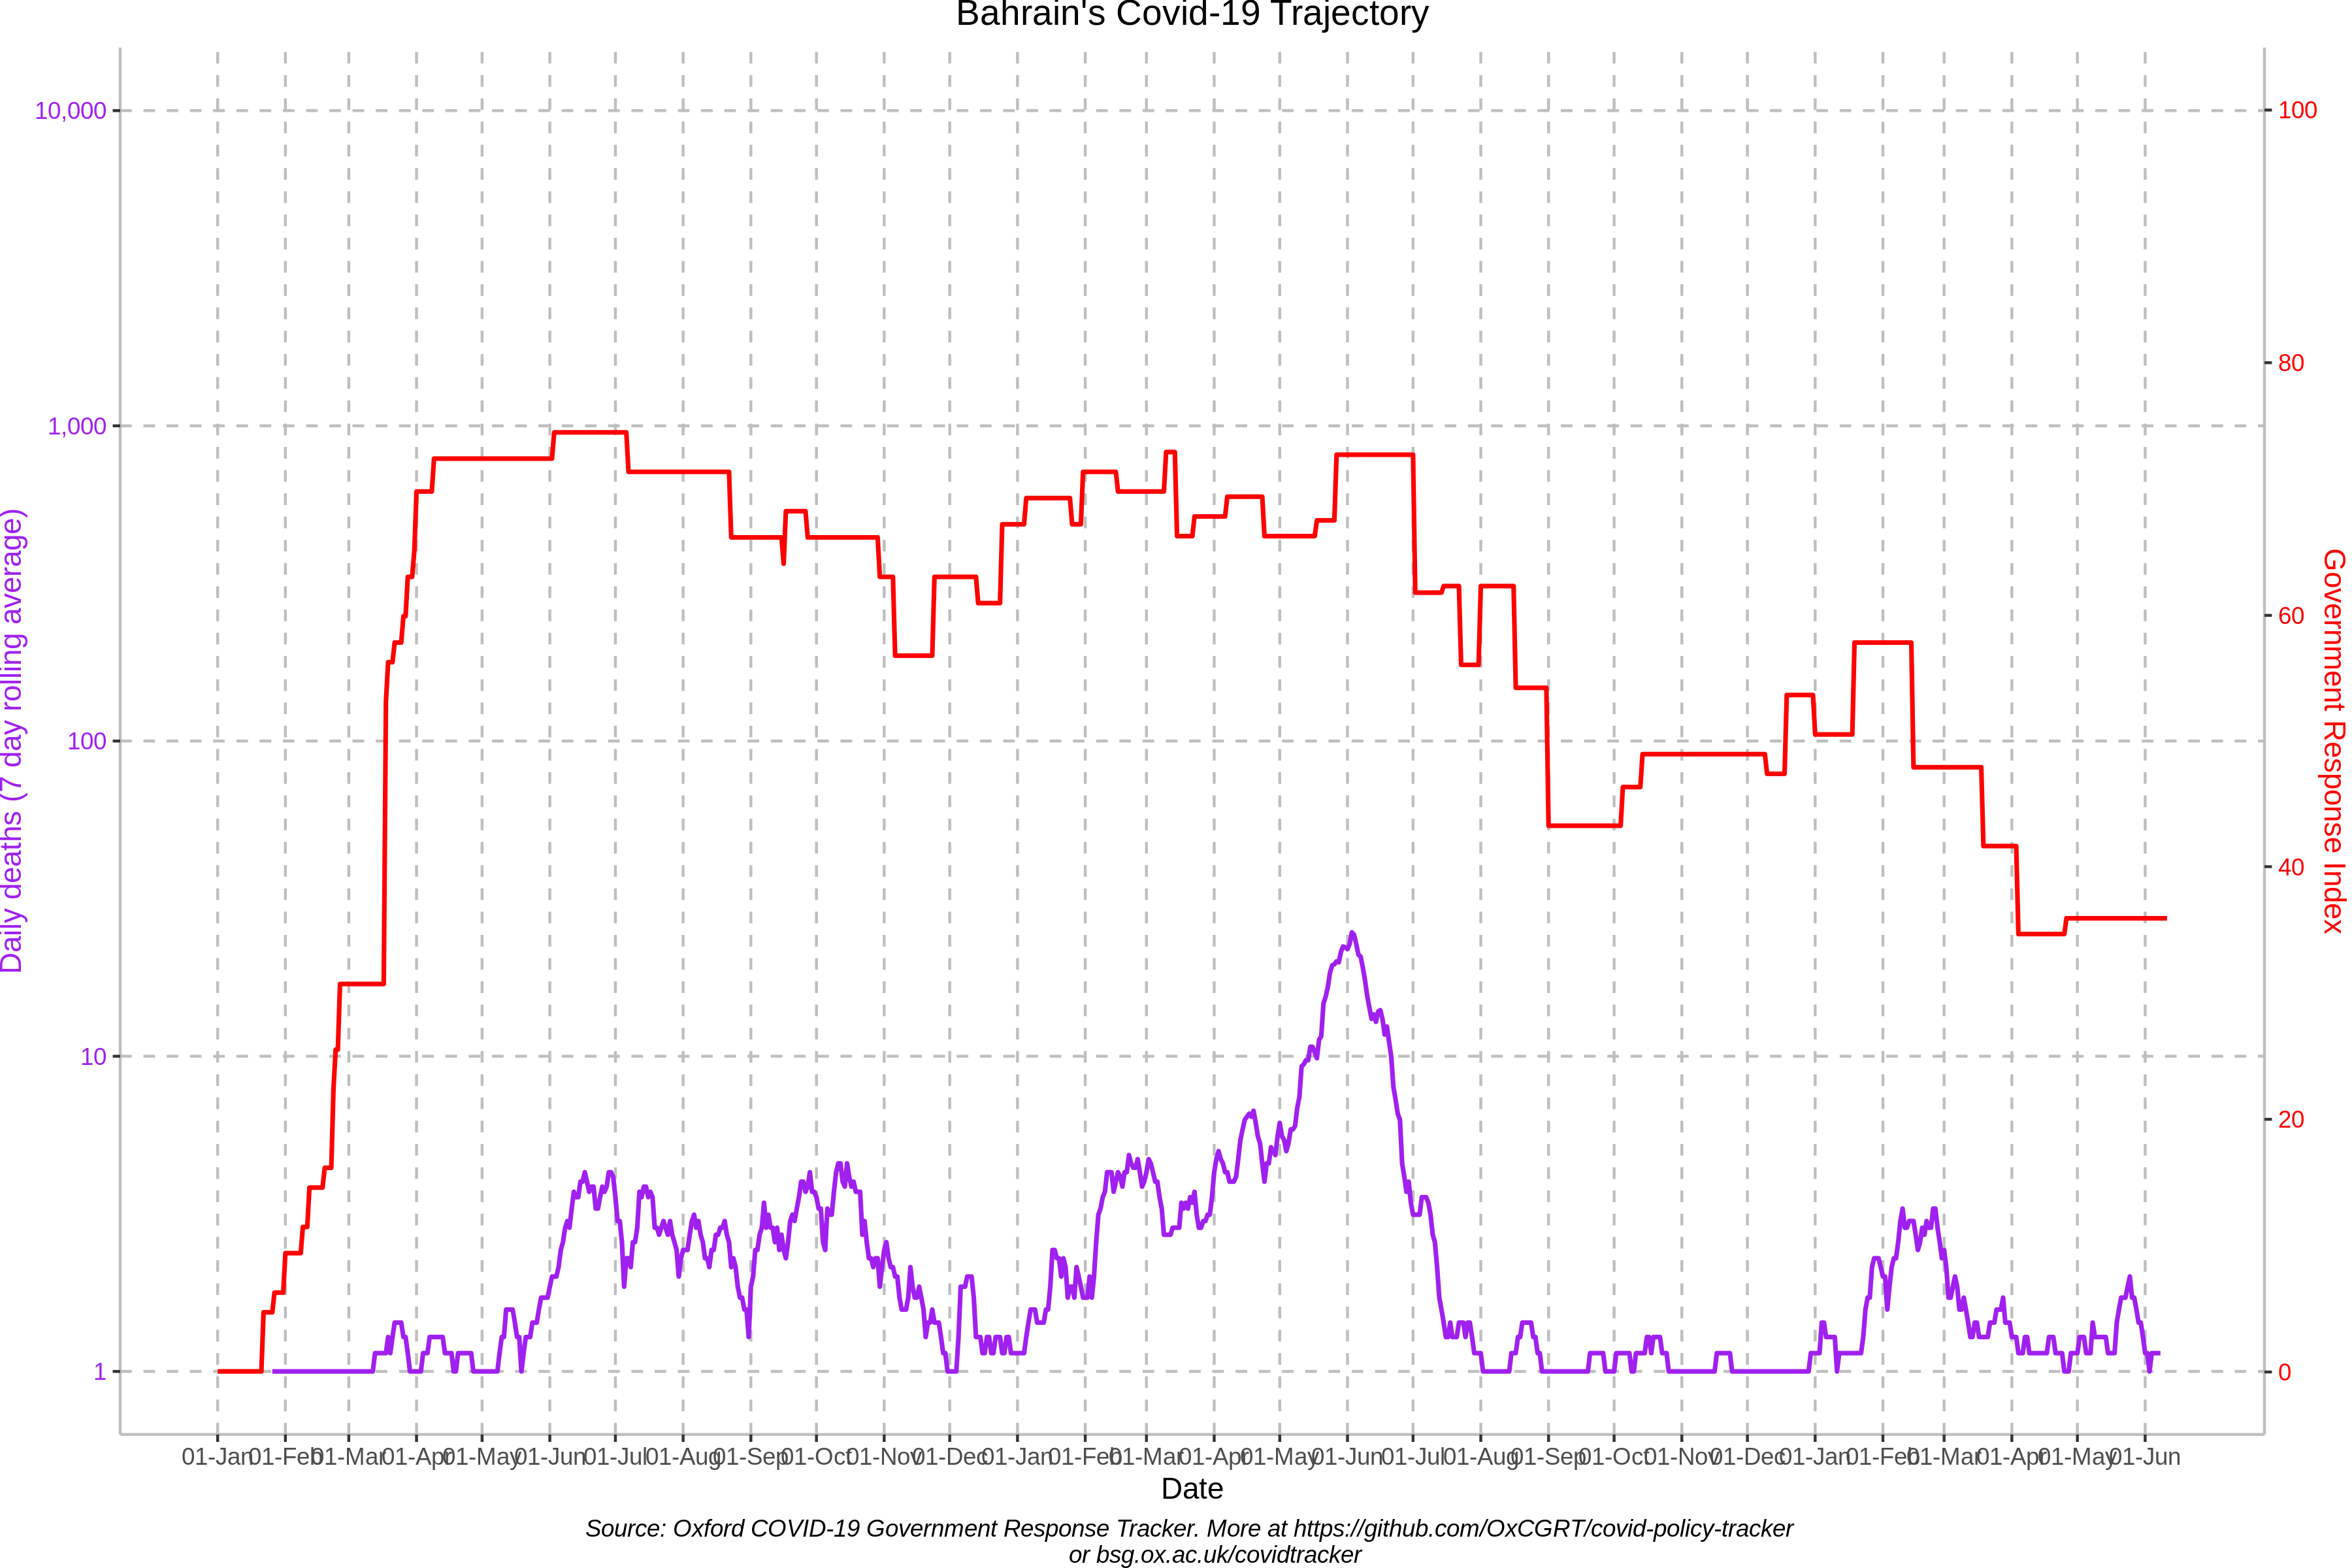 Bahrain's Covid-19 Trajectory
10,000
1,000
100
10
1
Daily deaths (7 day rolling average)
100
80
60
40
20
0
Government Response Index
01-Jan 01-Feb 01-Mar 01-Apr 01-May 01-Jun 01-Jul 01-Aug 01-Sep 01-Oct 01-Nov 01-Dec 01-Jan 01-Feb 01-Mar 01-Apr 01-May 01-Jun 01-Jul 01-Aug 01-Sep 01-Oct 01-Nov 01-Dec 01-Jan 01-Feb 01-Mar 01-Apr 01-May 01-Jun
Date
Source: Oxford COVID-19 Government Response Tracker. More at https://github.com/OxCGRT/covid-policy-tracker
or bsg.ox.ac.uk/covidtracker